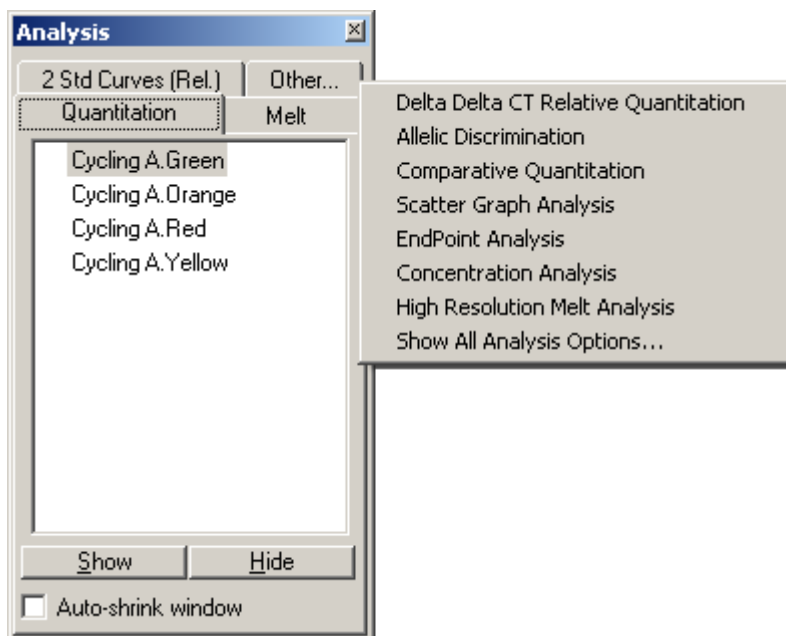 Analysis
2 Std Curves (Rel.) Other...
Quantitation Melt
Cycling A.Green
Cycling A.Orange
Cycling A.Red
Cycling A.Yellow
Show Hide
Auto-shrink window
Delta Delta CT Relative Quantitation
Allelic Discrimination
Comparative Quantitation
Scatter Graph Analysis
EndPoint Analysis
Concentration Analysis
High Resolution Melt Analysis
Show All Analysis Options...